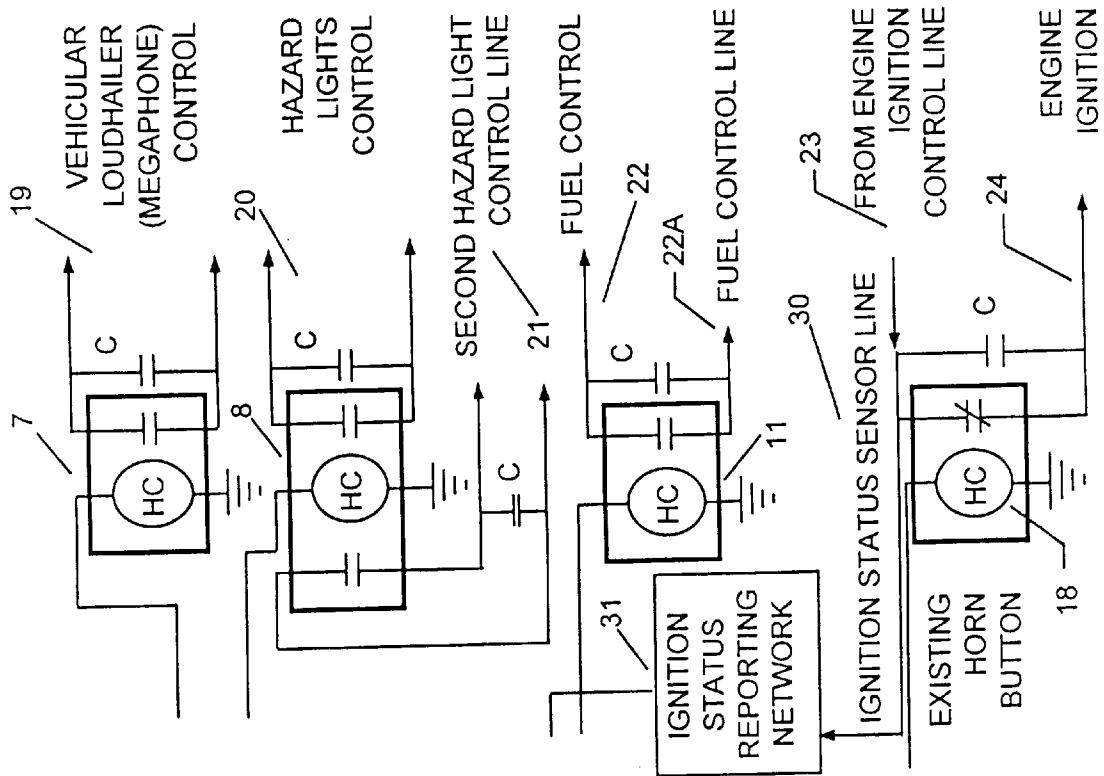 19
VEHICULAR
LOUDHAILER
(MEGAPHONE)
CONTROL
7
HC
C
20
HAZARD
LIGHTS
CONTROL
8
HC
C
SECOND HAZARD LIGHT
CONTROL LINE
21
C
FUEL CONTROL
22
22A
FUEL CONTROL LINE
C
HC
11
31
IGNITION
STATUS
REPORTING
NETWORK
IGNITION STATUS SENSOR LINE
30
23
FROM ENGINE
IGNITION
CONTROL LINE
24
C
HC
18
EXISTING
HORN
BUTTON
ENGINE
IGNITION